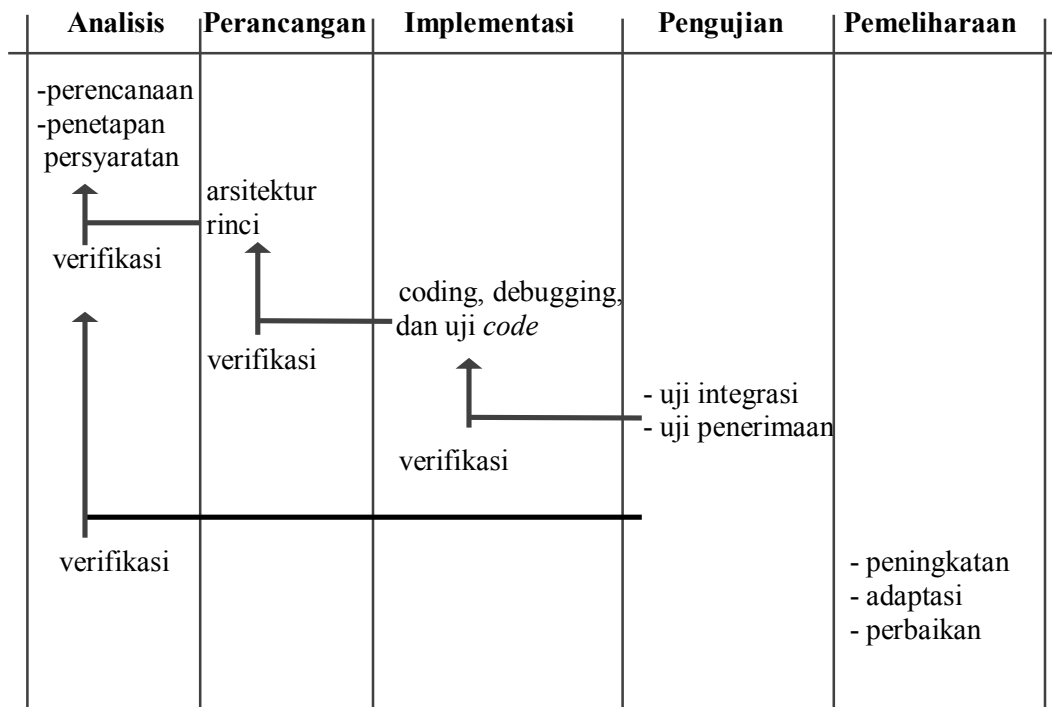 Analisis Perancangan Implementasi Pengujian Pemeliharaan
-perencanaan
-penetapan
persyaratan
arsitektur
rinci
verifikasi
coding, debugging,
dan uji code
verifikasi
- uji integrasi
- uji penerimaan
verifikasi
verifikasi
- peningkatan
- adaptasi
- perbaikan